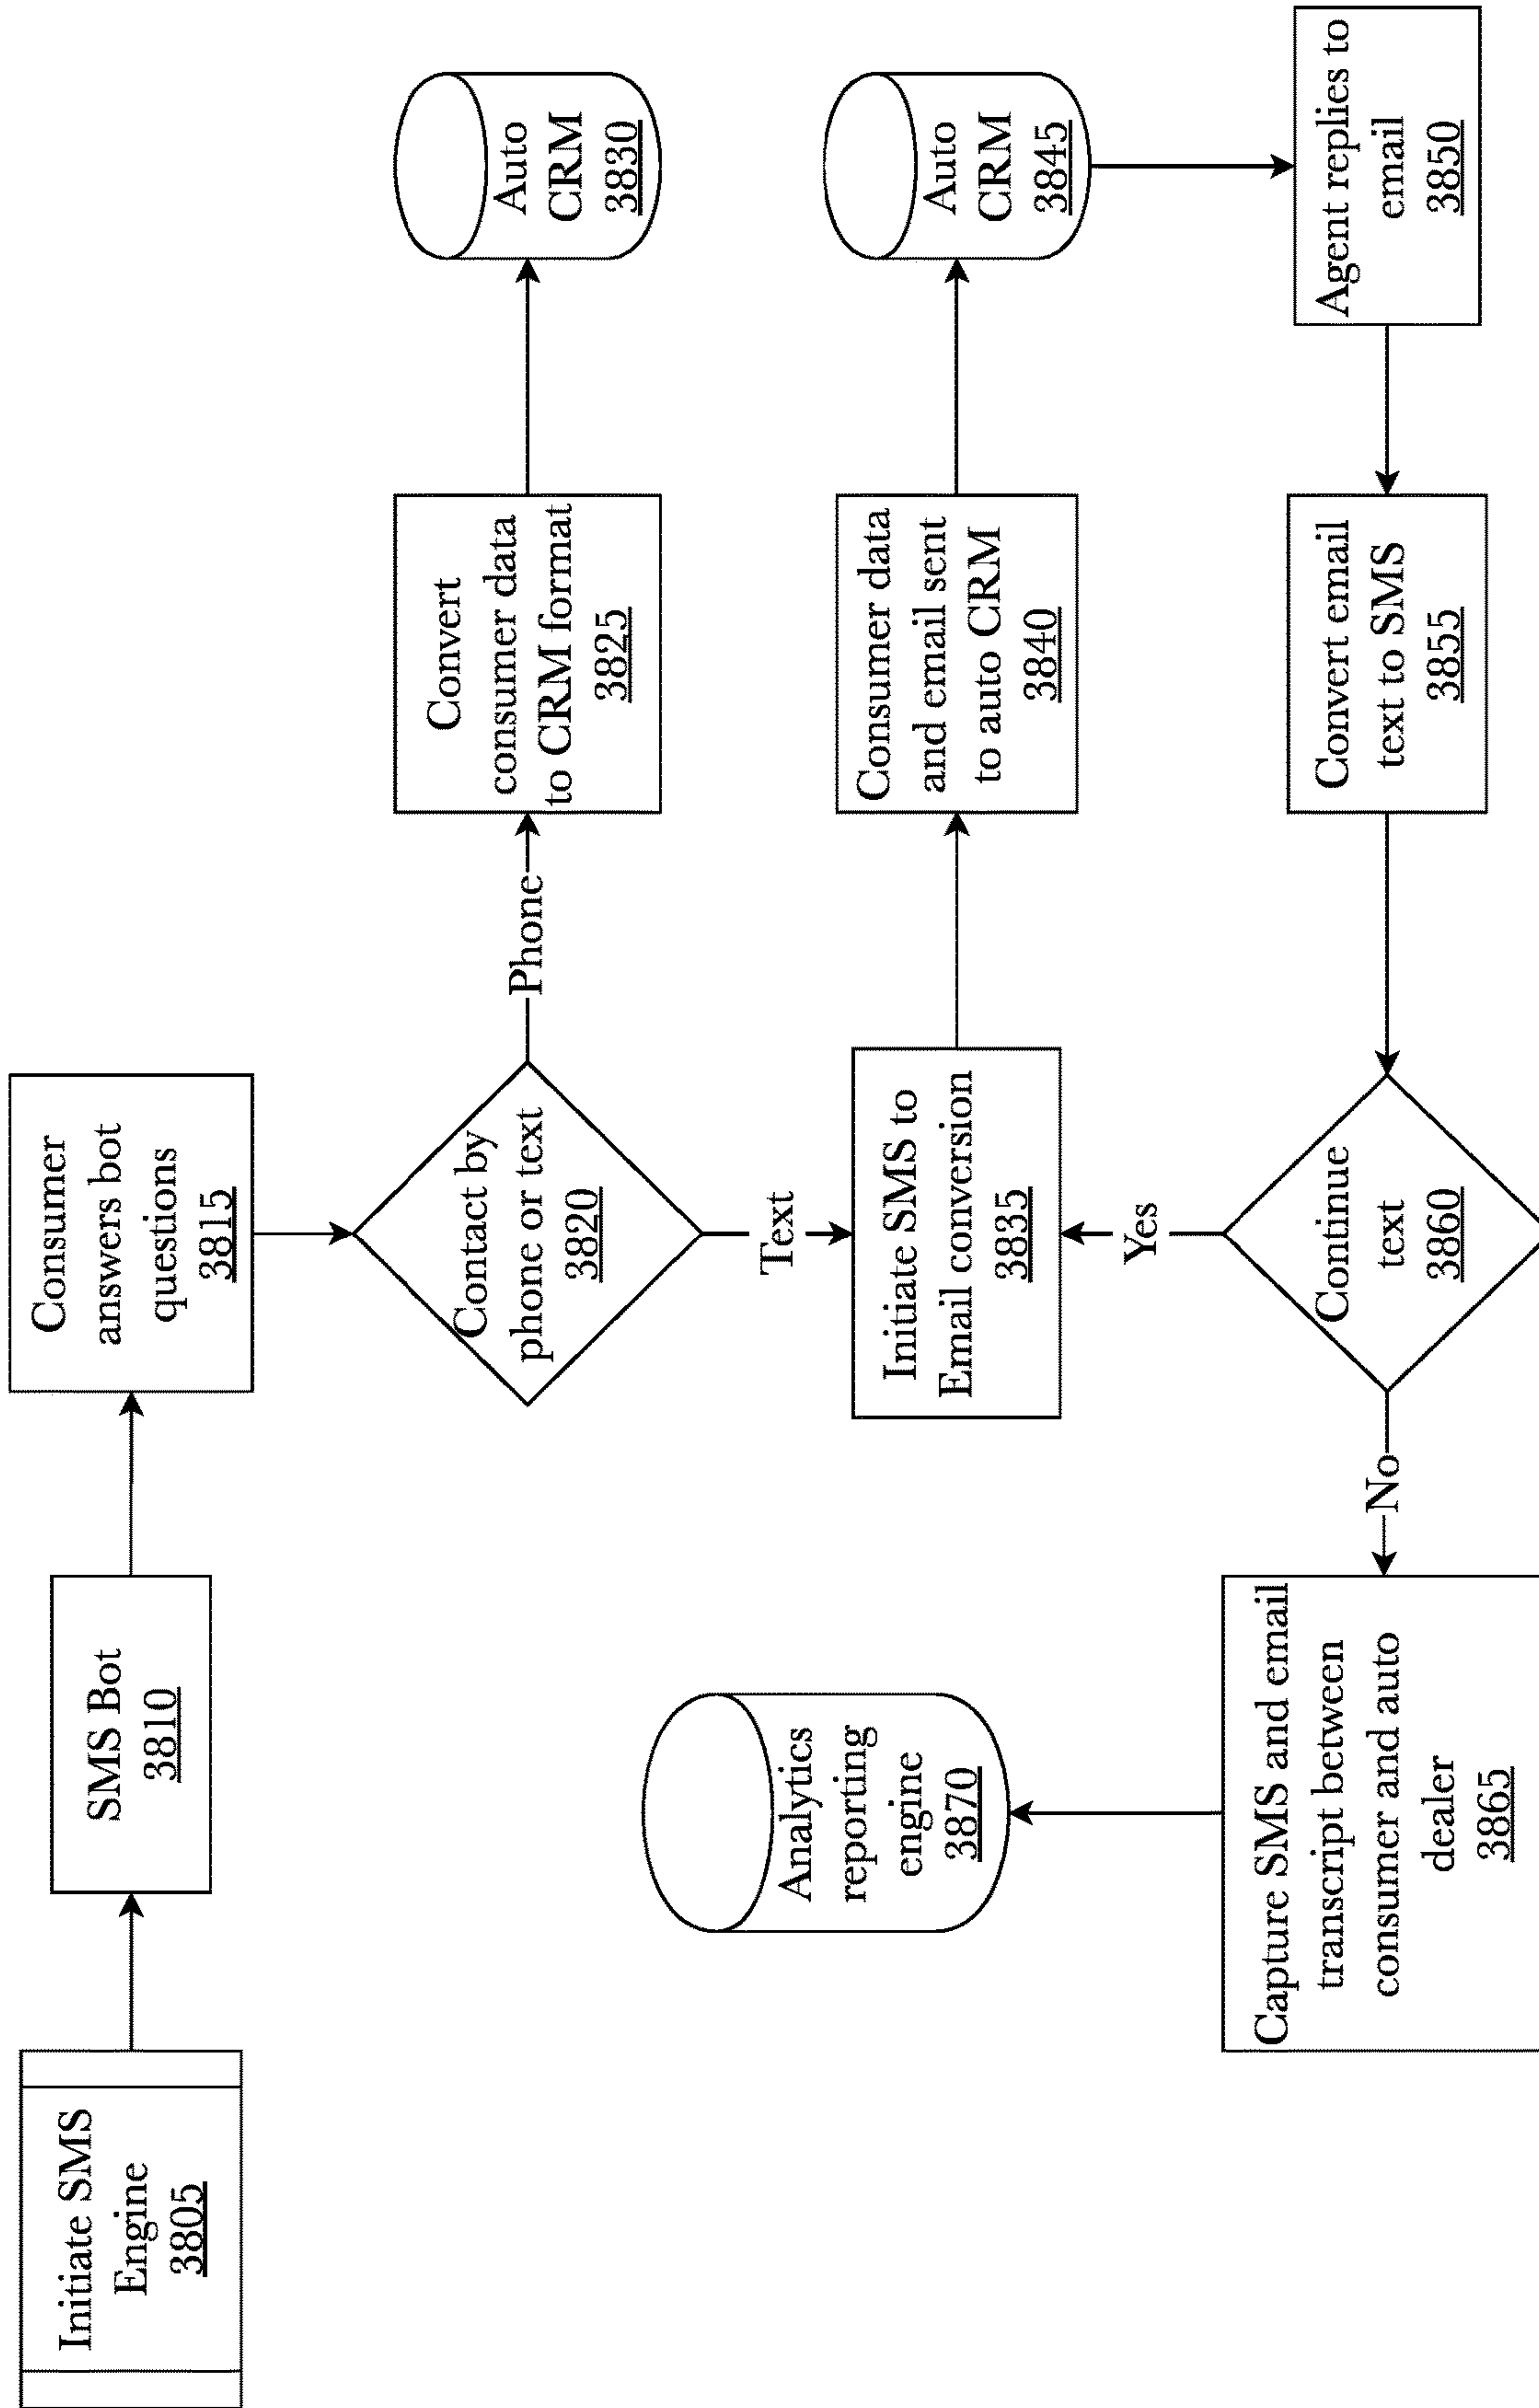 Initiate SMS
Engine
3805
SMS Bot
3810
Consumer
answers bot
questions
3815
Contact by
phone or text
3820
Phone
Convert
consumer data
to CRM format
3825
Auto
CRM
3830
Text
Initiate SMS to
Email conversion
3835
Consumer data
and email sent
to auto CRM
3840
Auto
CRM
3845
Agent replies to
email
3850
Convert email
text to SMS
3855
Continue
text
3860
Yes
No
Capture SMS and email
transcript between
consumer and auto
dealer
3865
Analytics
reporting
engine
3870